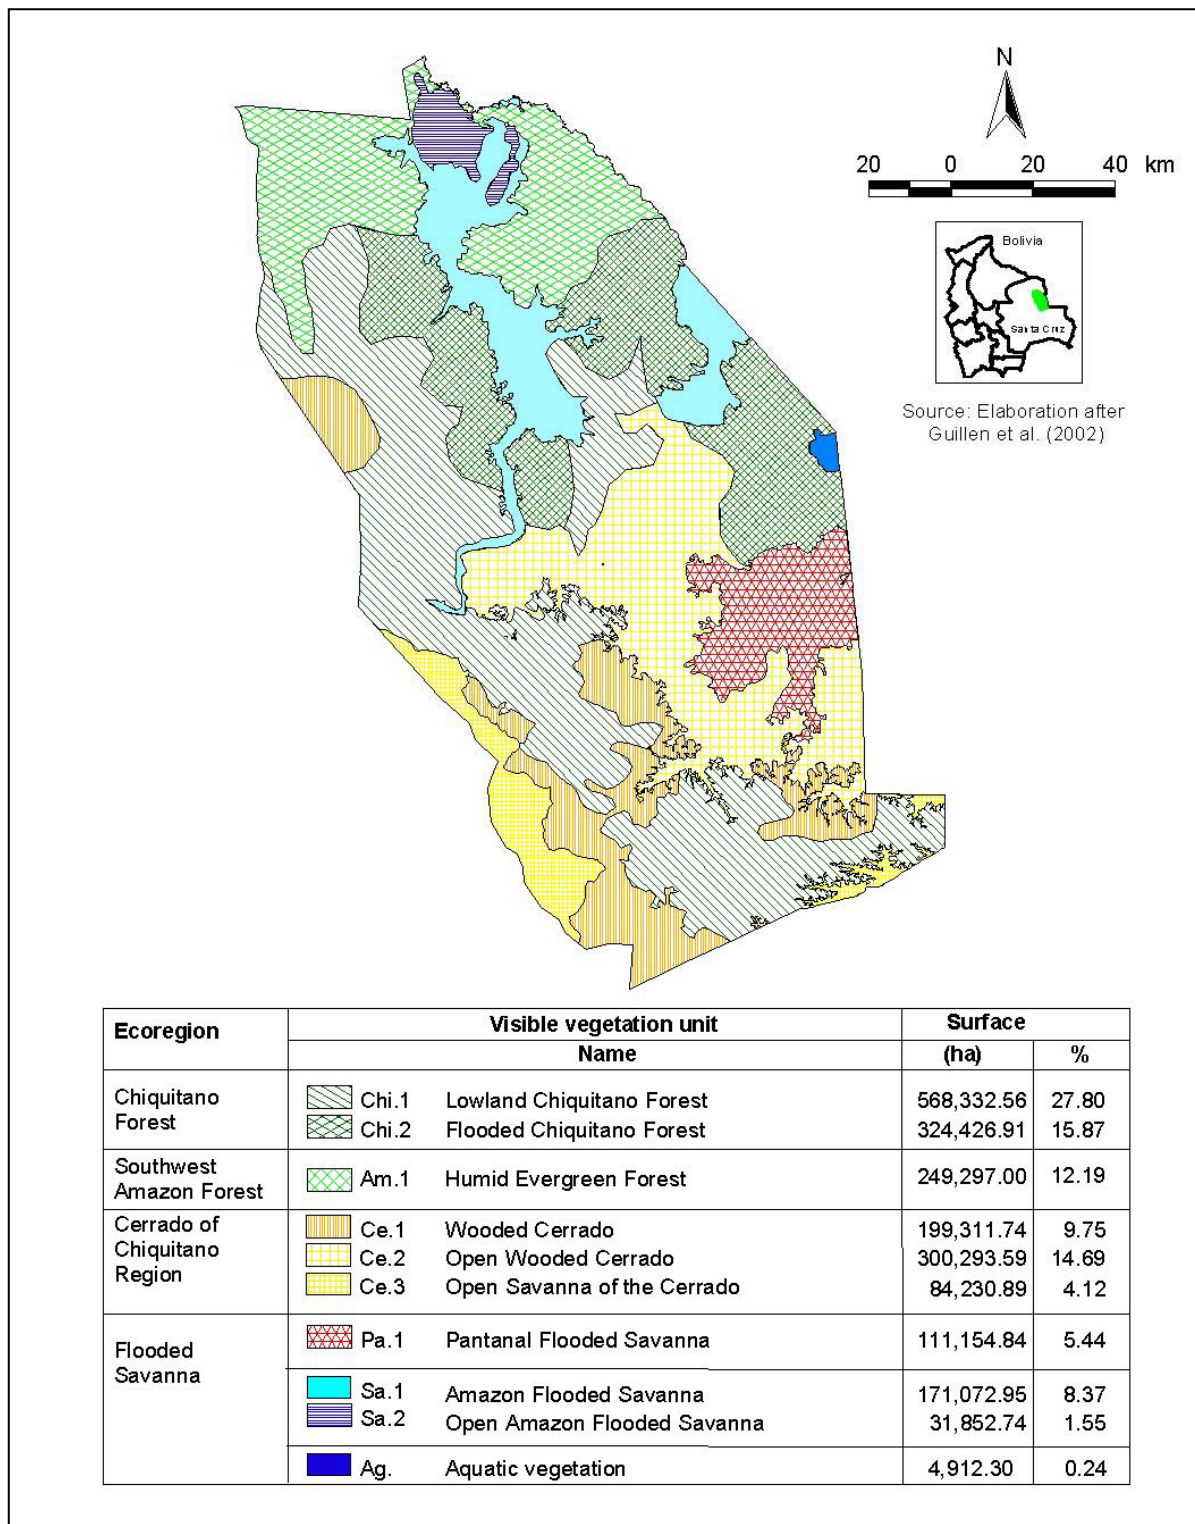 N
20 0 20 40 km
Bolivia
Santa Cruz
Source: Elaboration after
Guillen et al. (2002)
Ecoregion Visible vegetation unit Surface
Name (ha) %
Chiquitano
Forest
Chi.1 Lowland Chiquitano Forest 568,332.56 27.80
Chi.2 Flooded Chiquitano Forest 324,426.91 15.87
Southwest
Amazon Forest
Am.1 Humid Evergreen Forest 249,297.00 12.19
Cerrado of
Chiquitano
Region
Ce.1 Wooded Cerrado 199,311.74 9.75
Ce.2 Open Wooded Cerrado 300,293.59 14.69
Ce.3 Open Savanna of the Cerrado 84,230.89 4.12
Flooded
Savanna
Pa.1 Pantanal Flooded Savanna 111,154.84 5.44
Sa.1 Amazon Flooded Savanna 171,072.95 8.37
Sa.2 Open Amazon Flooded Savanna 31,852.74 1.55
Ag. Aquatic vegetation 4,912.30 0.24